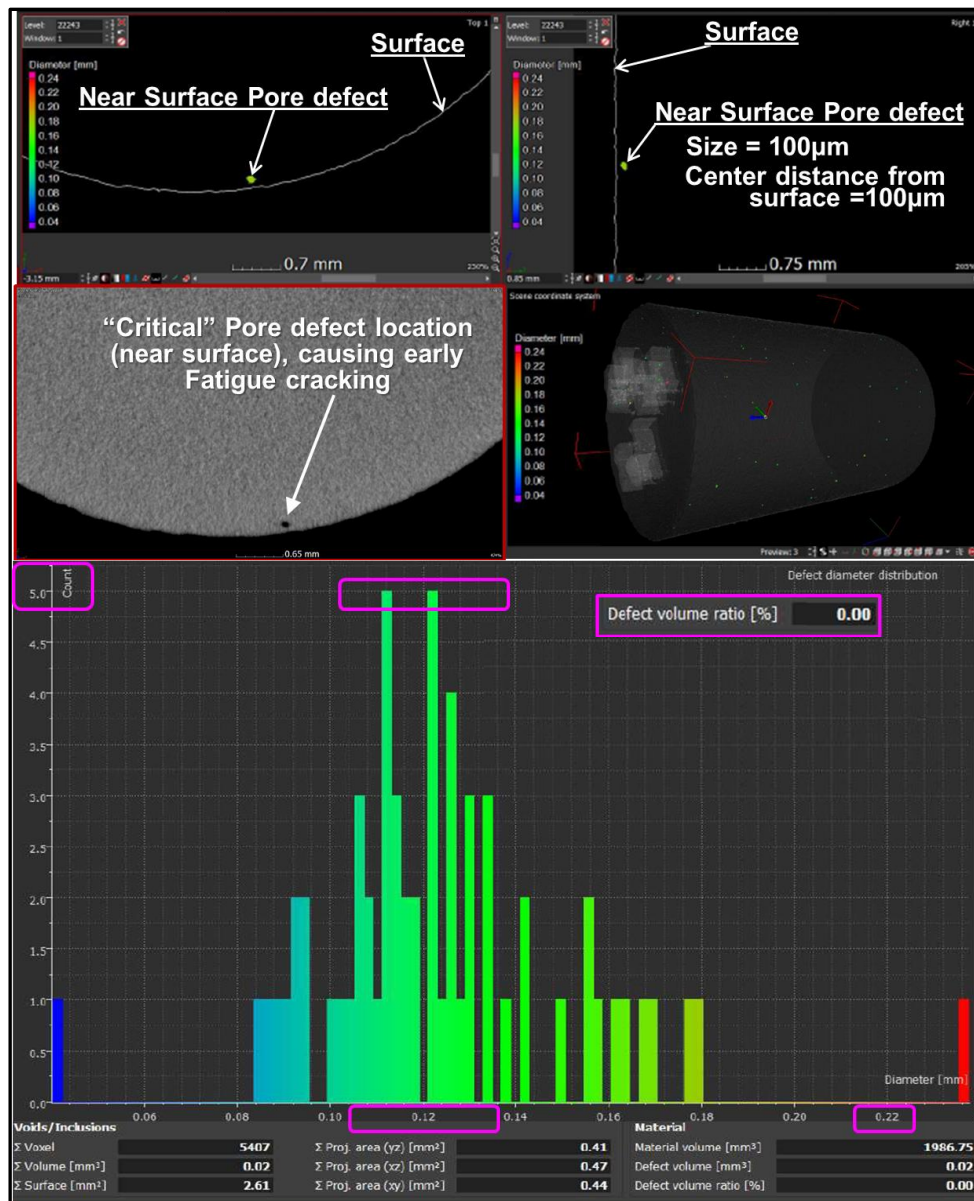 Level: 22243
Window: 1
Top 1
Diameter [mm]
0.24
0.22
0.20
0.18
0.16
0.14
0.12
0.10
0.08
0.06
0.04
Surface
Near Surface Pore defect
0.7 mm
-3.15 mm
230%
Level: 22243
Window: 1
Right
Diameter [mm]
0.24
0.22
0.20
0.18
0.16
0.14
0.12
0.10
0.08
0.06
0.04
Surface
Near Surface Pore defect
Size = 100µm
Center distance from
surface =100µm
0.75 mm
0.85 mm
“Critical” Pore defect location
(near surface), causing early
Fatigue cracking
0.65 mm
Scene coordinate system
Diameter [mm]
0.24
0.22
0.20
0.18
0.16
0.14
0.12
0.10
0.08
0.06
0.04
Preview: 3
Count
Defect diameter distribution
Defect volume ratio [%] 0.00
5.0
4.5
4.0
3.5
3.0
2.5
2.0
1.5
1.0
0.5
0.0
Diameter [mm]
0.06 0.08 0.10 0.12 0.14 0.16 0.18 0.20 0.22
Voids/Inclusions
Σ Voxel 5407
Σ Volume [mm³] 0.02
Σ Surface [mm²] 2.61
Σ Proj. area (yz) [mm²] 0.41
Σ Proj. area (xz) [mm²] 0.47
Σ Proj. area (xy) [mm²] 0.44
Material
Material volume [mm³] 1986.75
Defect volume [mm³] 0.02
Defect volume ratio [%] 0.00